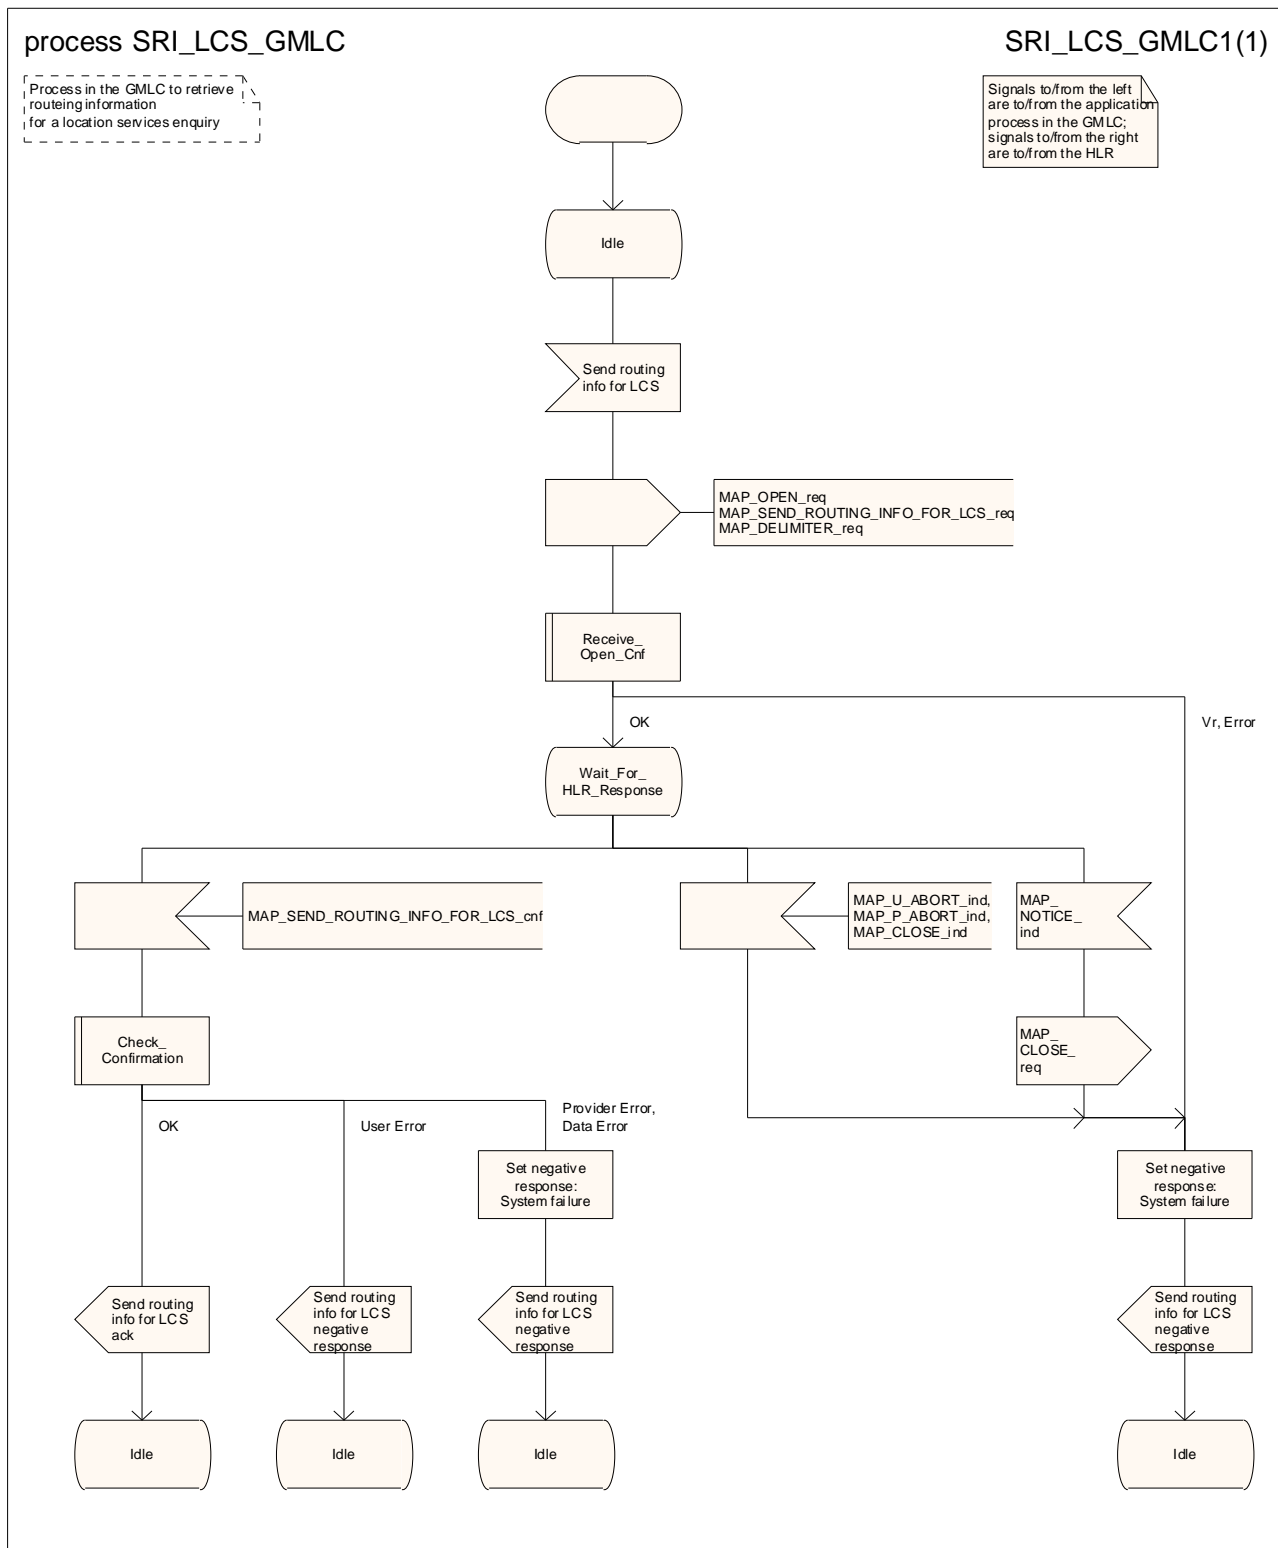 process SRI_LCS_GMLC
SRI_LCS_GMLC1(1)
Process in the GMLC to retrieve
routeing information
for a location services enquiry
Signals to/from the left
are to/from the application
process in the GMLC;
signals to/from the right
are to/from the HLR
Idle
Send routing
info for LCS
MAP_OPEN_req
MAP_SEND_ROUTING_INFO_FOR_LCS_req
MAP_DELIMITER_req
Receive_
Open_Cnf
OK
Vr, Error
Wait_For_
HLR_Response
MAP_SEND_ROUTING_INFO_FOR_LCS_cnf
MAP_U_ABORT_ind,
MAP_P_ABORT_ind,
MAP_CLOSE_ind
MAP_
NOTICE_
ind
Check_
Confirmation
MAP_
CLOSE_
req
OK
User Error
Provider Error,
Data Error
Set negative
response:
System failure
Set negative
response:
System failure
Send routing
info for LCS
ack
Send routing
info for LCS
negative
response
Send routing
info for LCS
negative
response
Send routing
info for LCS
negative
response
Idle
Idle
Idle
Idle